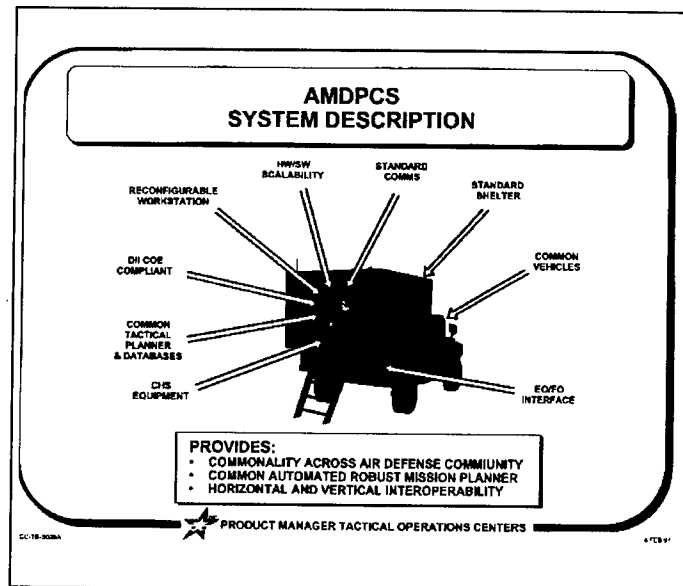 AMDPCS
SYSTEM DESCRIPTION
HW/SW
SCALABILITY
STANDARD
COMMS
RECONFIGURABLE
WORKSTATION
STANDARD
SHELTER
DII COE
COMPLIANT
COMMON
VEHICLES
COMMON
TACTICAL
PLANNER
& DATABASES
CHS
EQUIPMENT
EO/FO
INTERFACE
PROVIDES:
• COMMONALITY ACROSS AIR DEFENSE COMMIUNITY
• COMMON AUTOMATED ROBUST MISSION PLANNER
• HORIZONTAL AND VERTICAL INTEROPERABILITY
PRODUCT MANAGER TACTICAL OPERATIONS CENTERS